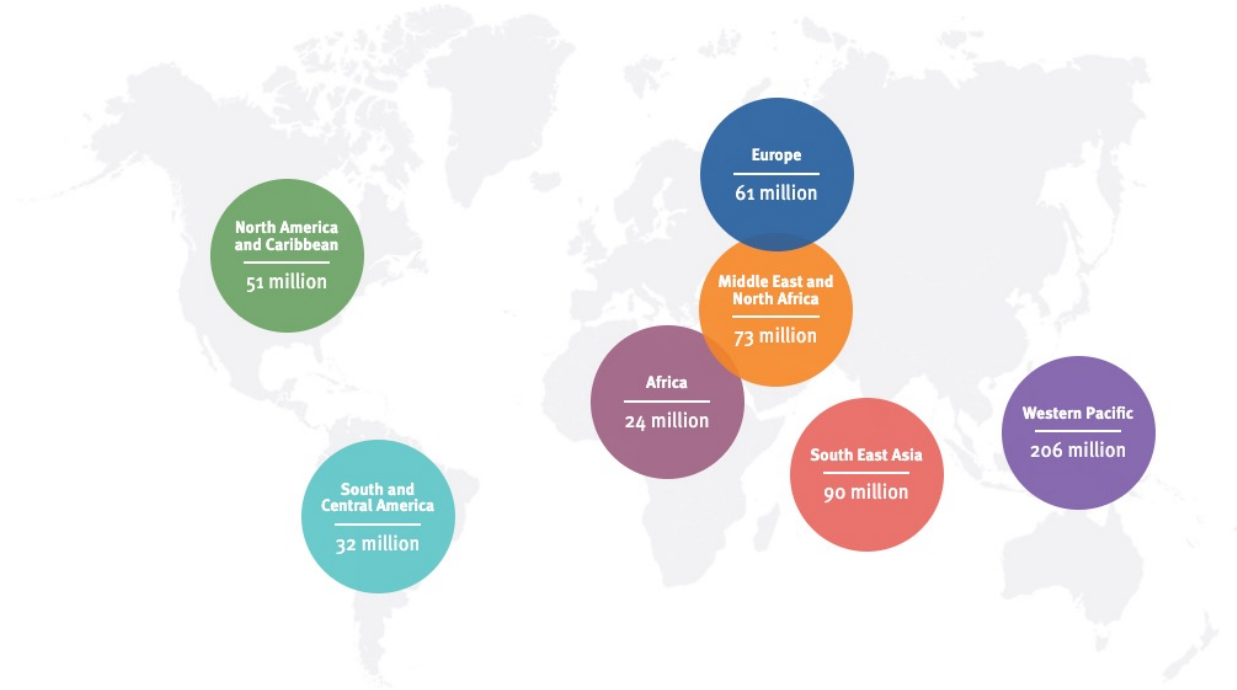 Europe
61 million
North America
and Caribbean
51 million
Middle East and
North Africa
73 million
Africa
24 million
Western Pacific
206 million
South East Asia
90 million
South and
Central America
32 million